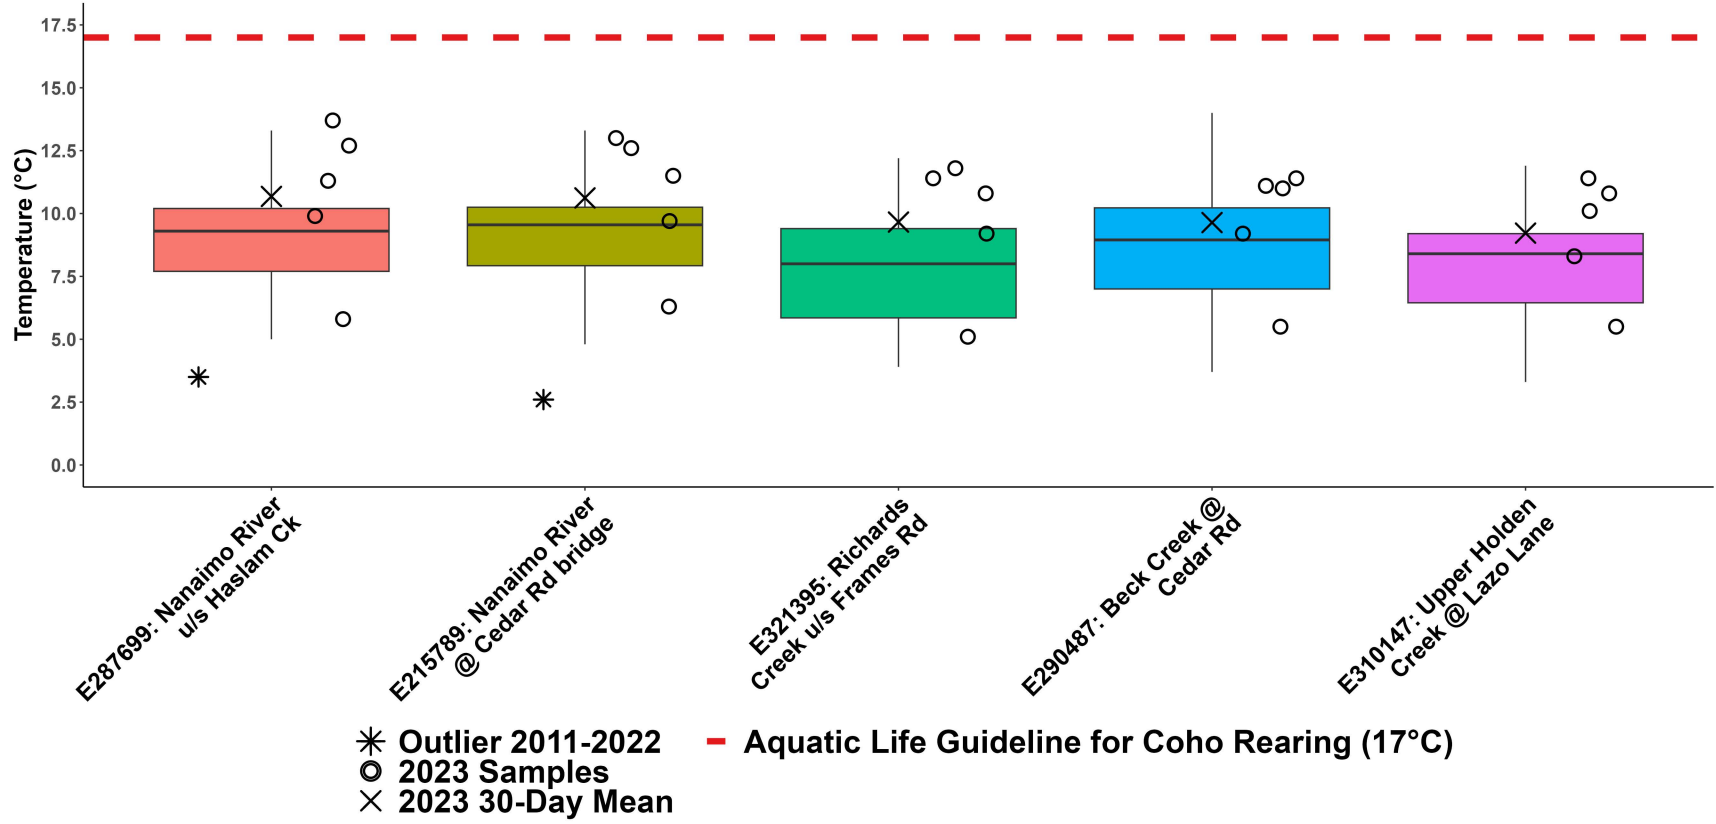 17.5
15.0
12.5
10.0
7.5
5.0
2.5
0.0
Temperature (°C)
E287699: Nanaimo River
u/s Haslam Ck
E215789: Nanaimo River
@ Cedar Rd bridge
E321395: Richards
Creek u/s Frames Rd
E290487: Beck Creek @
Cedar Rd
E310147: Upper Holden
Creek @ Lazo Lane
Outlier 2011-2022
2023 Samples
2023 30-Day Mean
Aquatic Life Guideline for Coho Rearing (17°C)